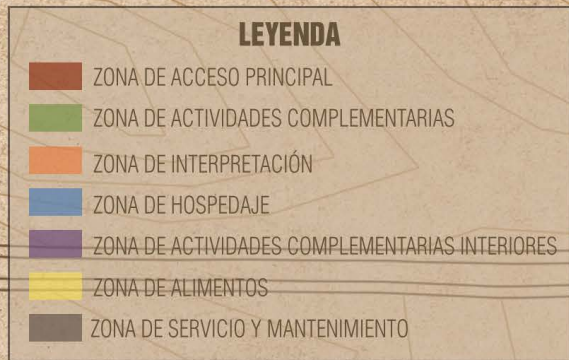 LEYENDA
ZONA DE ACCESO PRINCIPAL
ZONA DE ACTIVIDADES COMPLEMENTARIAS
ZONA DE INTERPRETACIÓN
ZONA DE HOSPEDAJE
ZONA DE ACTIVIDADES COMPLEMENTARIAS INTERIORES
ZONA DE ALIMENTOS
ZONA DE SERVICIO Y MANTENIMIENTO